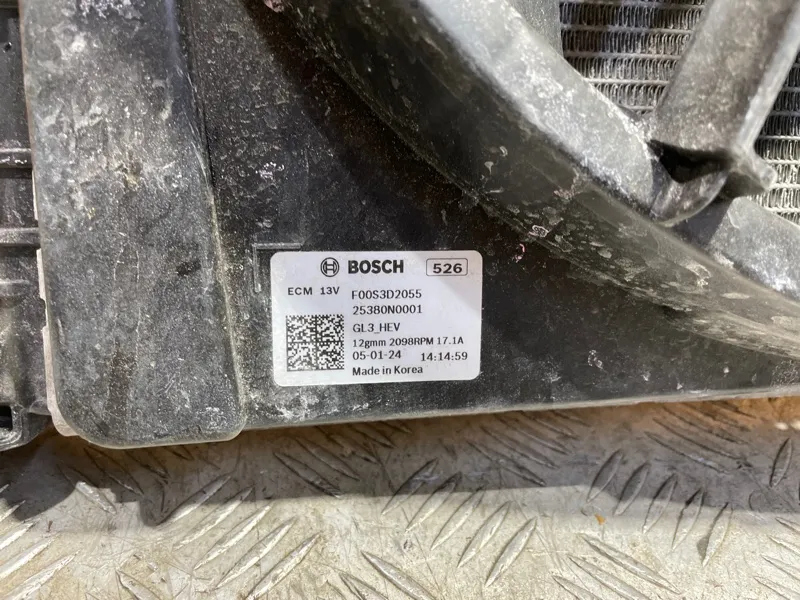 BOSCH 526
ECM 13V F00S3D2055
25380N0001
GL3_HEV
12gmm 2098RPM 17.1A
05-01-24 14:14:59
Made in Korea